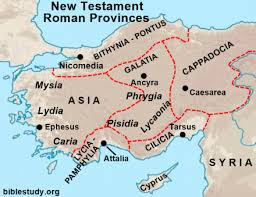 New Testament
Roman Provinces
BITHYNIA - PONTUS
Nicomedia
GALATIA
CAPPADOCIA
Ancyra
Mysia
Phrygia
Caesarea
ASIA
Lydia
Lycaonia
Ephesus
Pisidia
Tarsus
Caria
CILICIA
LYCIA -
PAMPHYLIA
Attalia
SYRIA
Cyprus
biblestudy.org